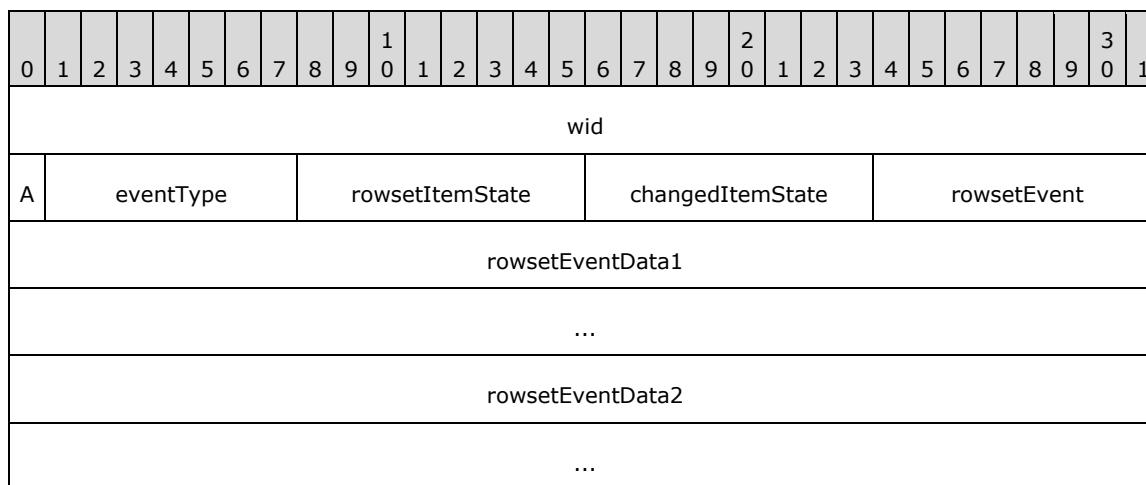 1 2 3
0 1 2 3 4 5 6 7 8 9 0 1 2 3 4 5 6 7 8 9 0 1 2 3 4 5 6 7 8 9 0 1
wid
A eventType rowsetItemState changedItemState rowsetEvent
rowsetEventData1
...
rowsetEventData2
...